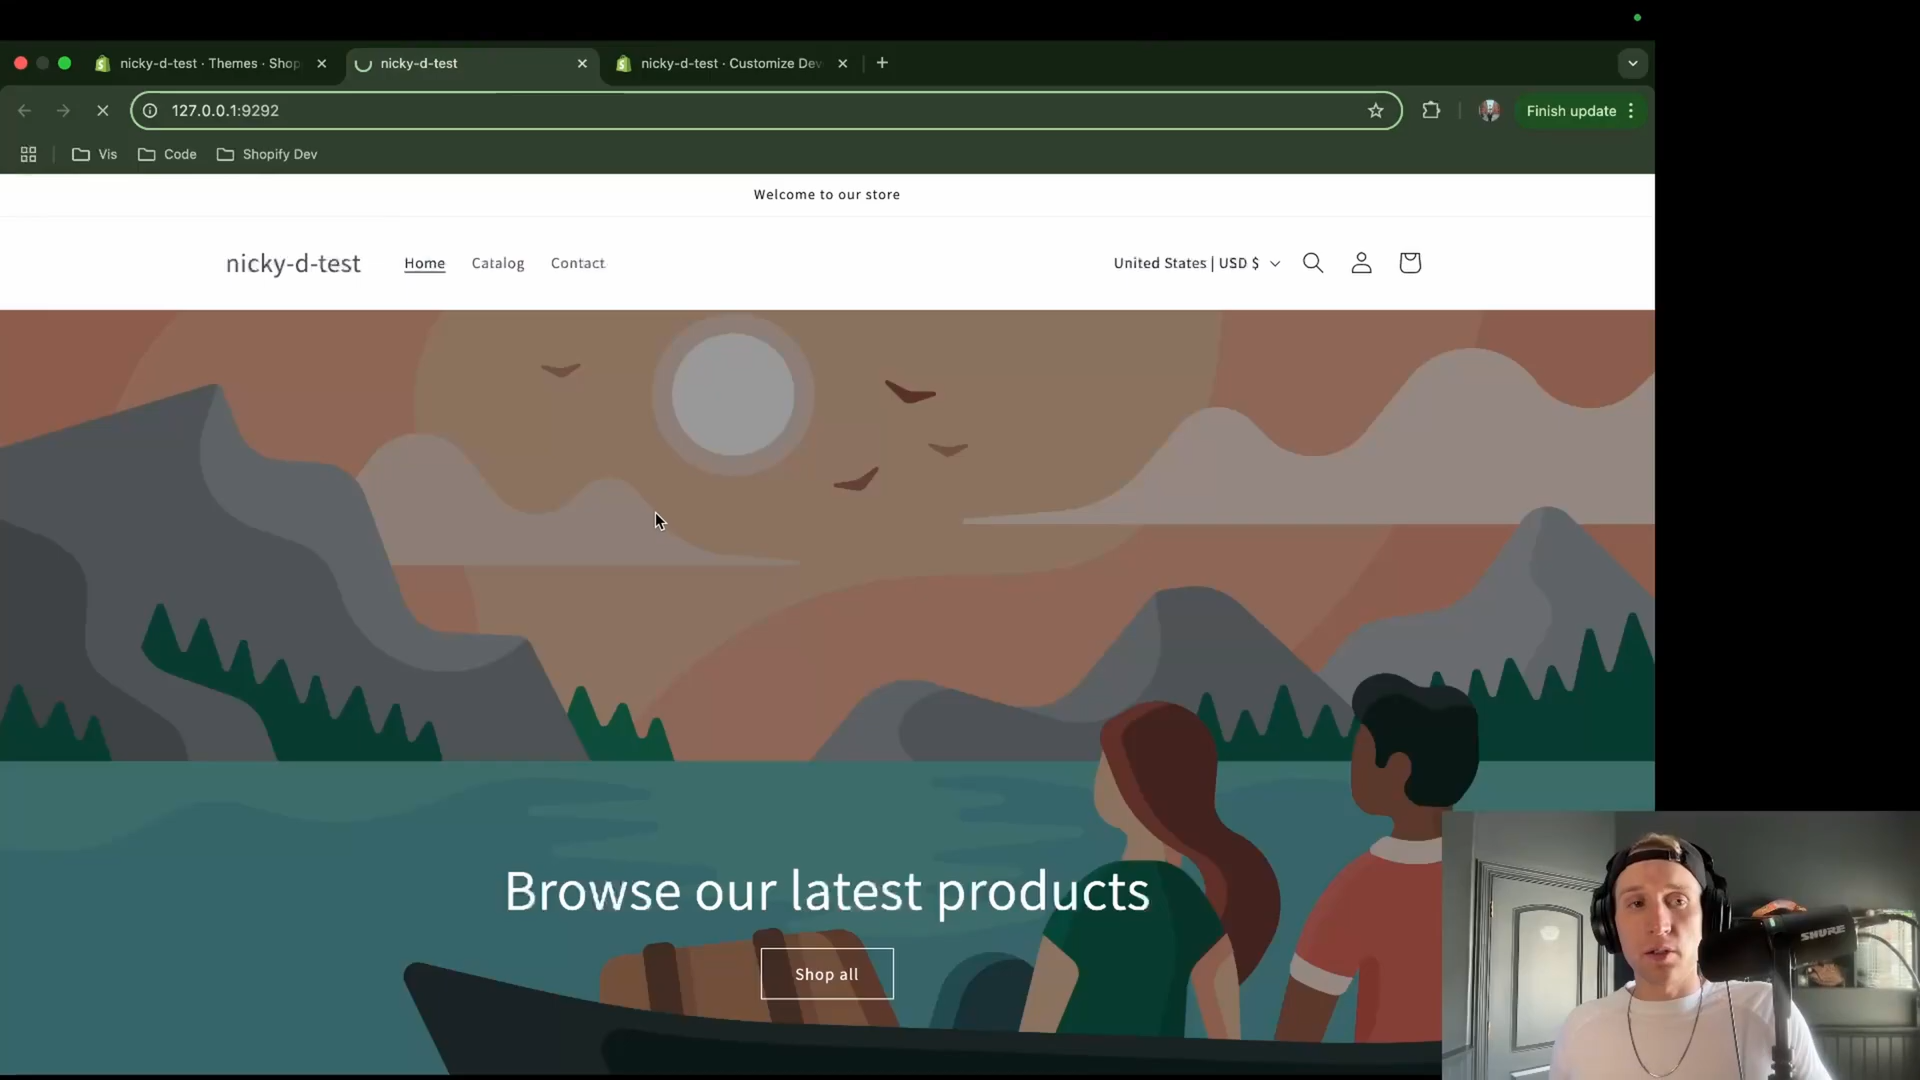 nicky-d-test · Themes · Shop
nicky-d-test
nicky-d-test · Customize Dev
127.0.0.1:9292
Finish update
Vis
Code
Shopify Dev
Welcome to our store
nicky-d-test
Home
Catalog
Contact
United States | USD $
Browse our latest products
Shop all
SHURE